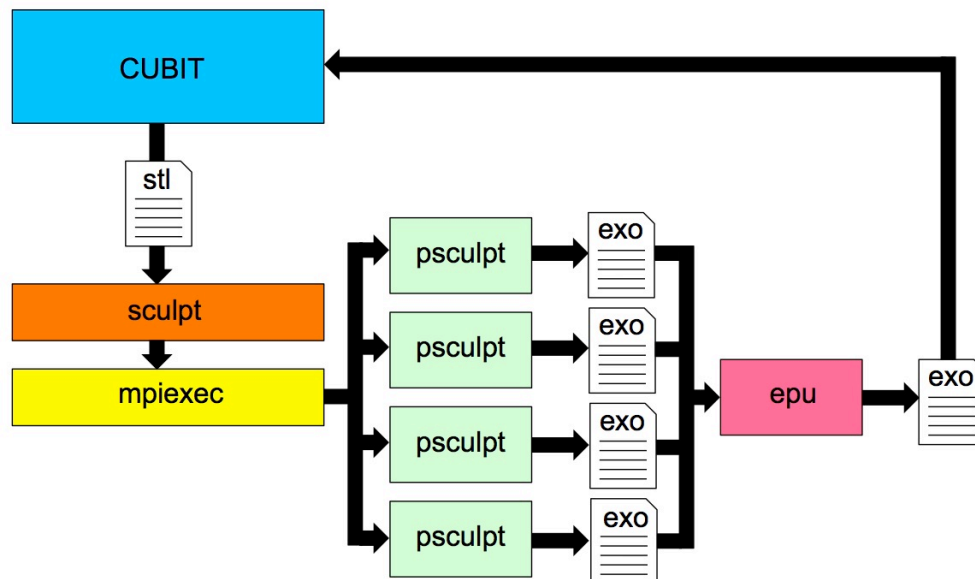 CUBIT
stl
sculpt
mpiexec
psculpt
exo
psculpt
exo
psculpt
exo
psculpt
exo
epu
exo